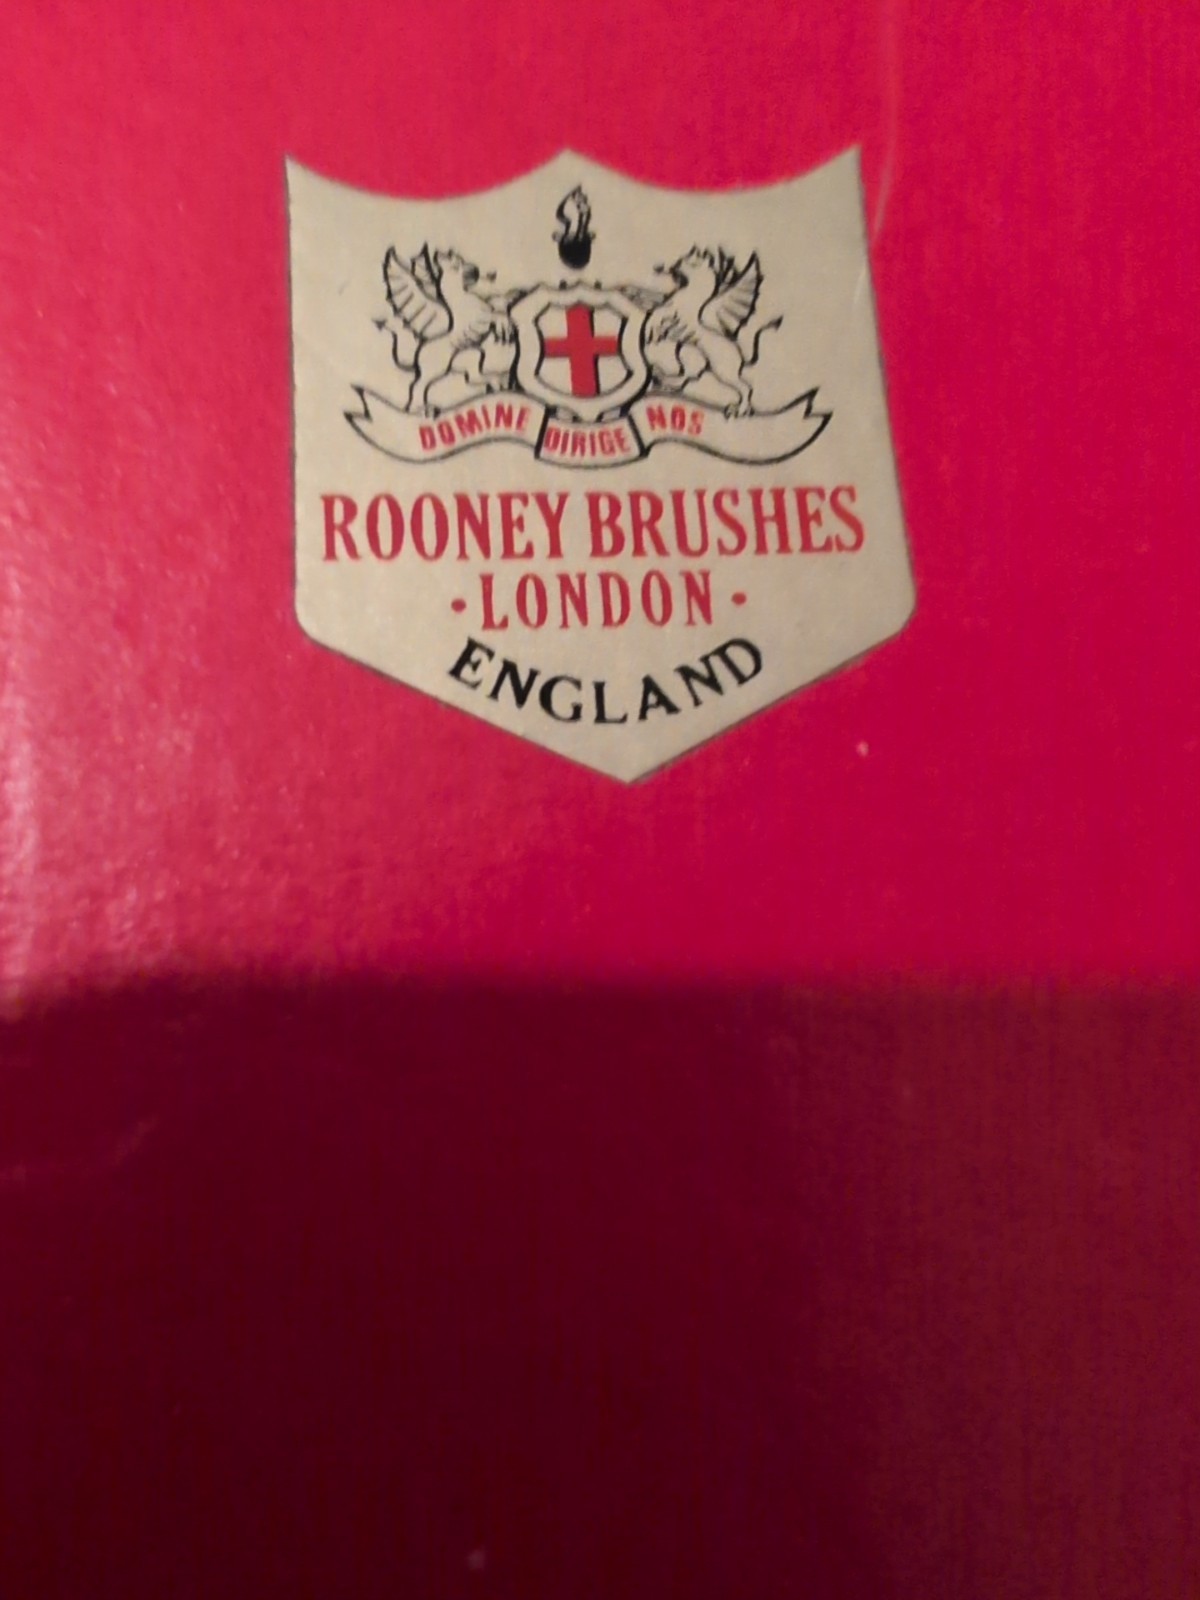 DOMINE DIRIGE NOS
ROONEY BRUSHES
·LONDON·
ENGLAND